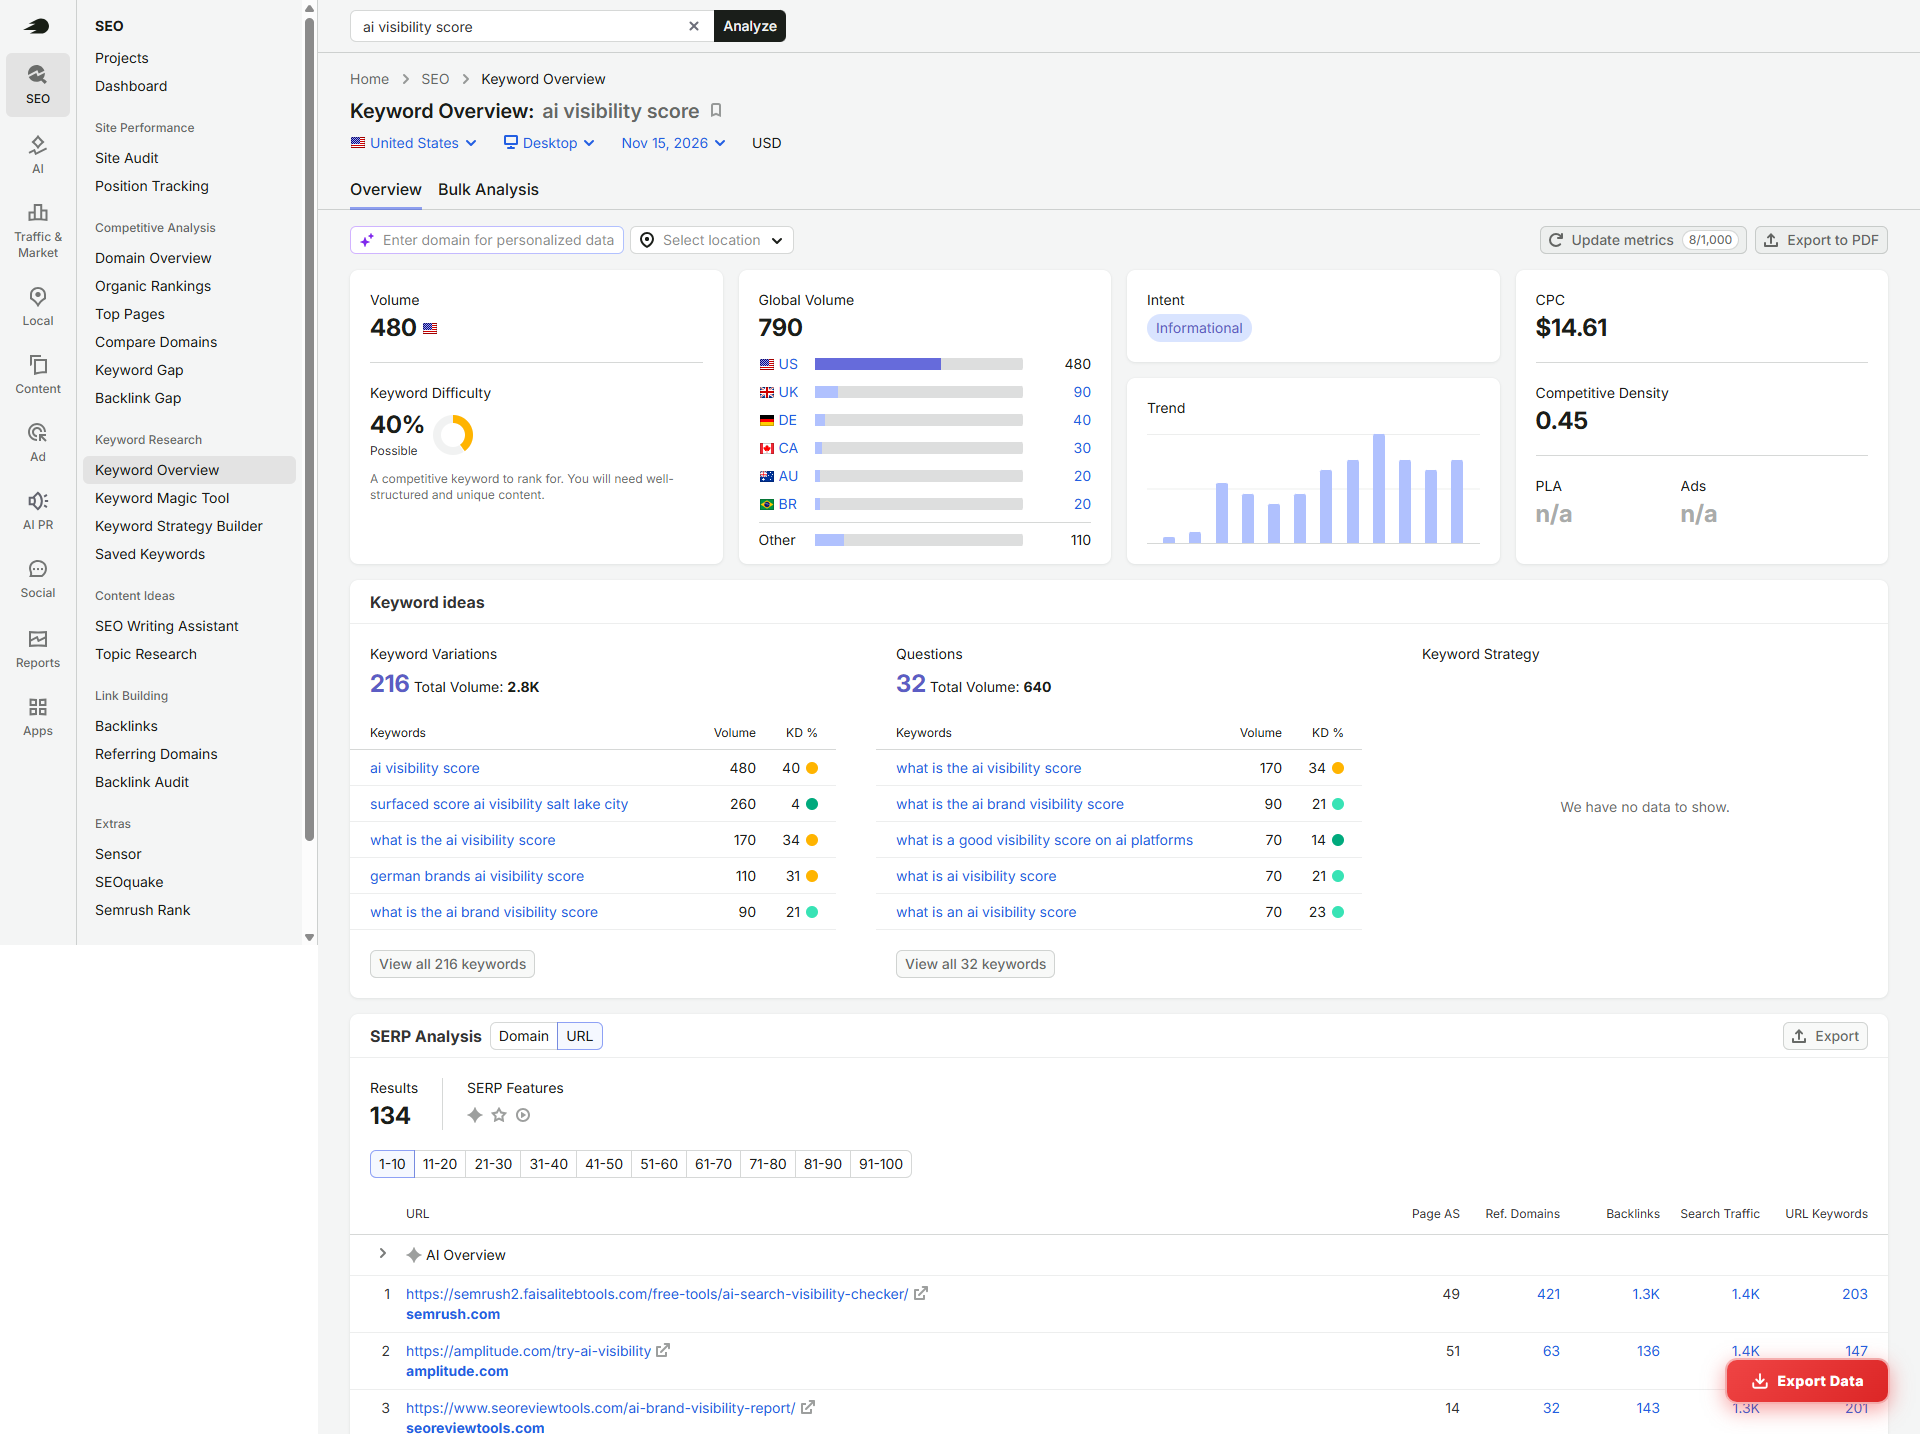 SEO
AI
Traffic &
Market
Local
Content
Ad
AI PR
Social
Reports
Apps
SEO
Projects
Dashboard
Site Performance
Site Audit
Position Tracking
Competitive Analysis
Domain Overview
Organic Rankings
Top Pages
Compare Domains
Keyword Gap
Backlink Gap
Keyword Research
Keyword Overview
Keyword Magic Tool
Keyword Strategy Builder
Saved Keywords
Content Ideas
SEO Writing Assistant
Topic Research
Link Building
Backlinks
Referring Domains
Backlink Audit
Extras
Sensor
SEOquake
Semrush Rank
ai visibility score
Analyze
Home > SEO > Keyword Overview
Keyword Overview: ai visibility score
United States Desktop Nov 15, 2026 USD
Overview Bulk Analysis
Enter domain for personalized data Select location Update metrics 8/1,000 Export to PDF
Volume
480
Keyword Difficulty
40%
Possible
A competitive keyword to rank for. You will need well-
structured and unique content.
Global Volume
790
US 480
UK 90
DE 40
CA 30
AU 20
BR 20
Other 110
Intent
Informational
Trend
CPC
$14.61
Competitive Density
0.45
PLA Ads
n/a n/a
Keyword ideas
Keyword Variations
216 Total Volume: 2.8K
Keywords Volume KD %
ai visibility score 480 40
surfaced score ai visibility salt lake city 260 4
what is the ai visibility score 170 34
german brands ai visibility score 110 31
what is the ai brand visibility score 90 21
View all 216 keywords
Questions
32 Total Volume: 640
Keywords Volume KD %
what is the ai visibility score 170 34
what is the ai brand visibility score 90 21
what is a good visibility score on ai platforms 70 14
what is ai visibility score 70 21
what is an ai visibility score 70 23
View all 32 keywords
Keyword Strategy
We have no data to show.
SERP Analysis Domain URL Export
Results SERP Features
134
1-10 11-20 21-30 31-40 41-50 51-60 61-70 71-80 81-90 91-100
URL Page AS Ref. Domains Backlinks Search Traffic URL Keywords
AI Overview
1 https://semrush2.faisalitebtools.com/free-tools/ai-search-visibility-checker/ 49 421 1.3K 1.4K 203
semrush.com
2 https://amplitude.com/try-ai-visibility 51 63 136 1.4K 147
amplitude.com
Export Data
3 https://www.seoreviewtools.com/ai-brand-visibility-report/ 14 32 143 1.3K 201
seoreviewtools.com